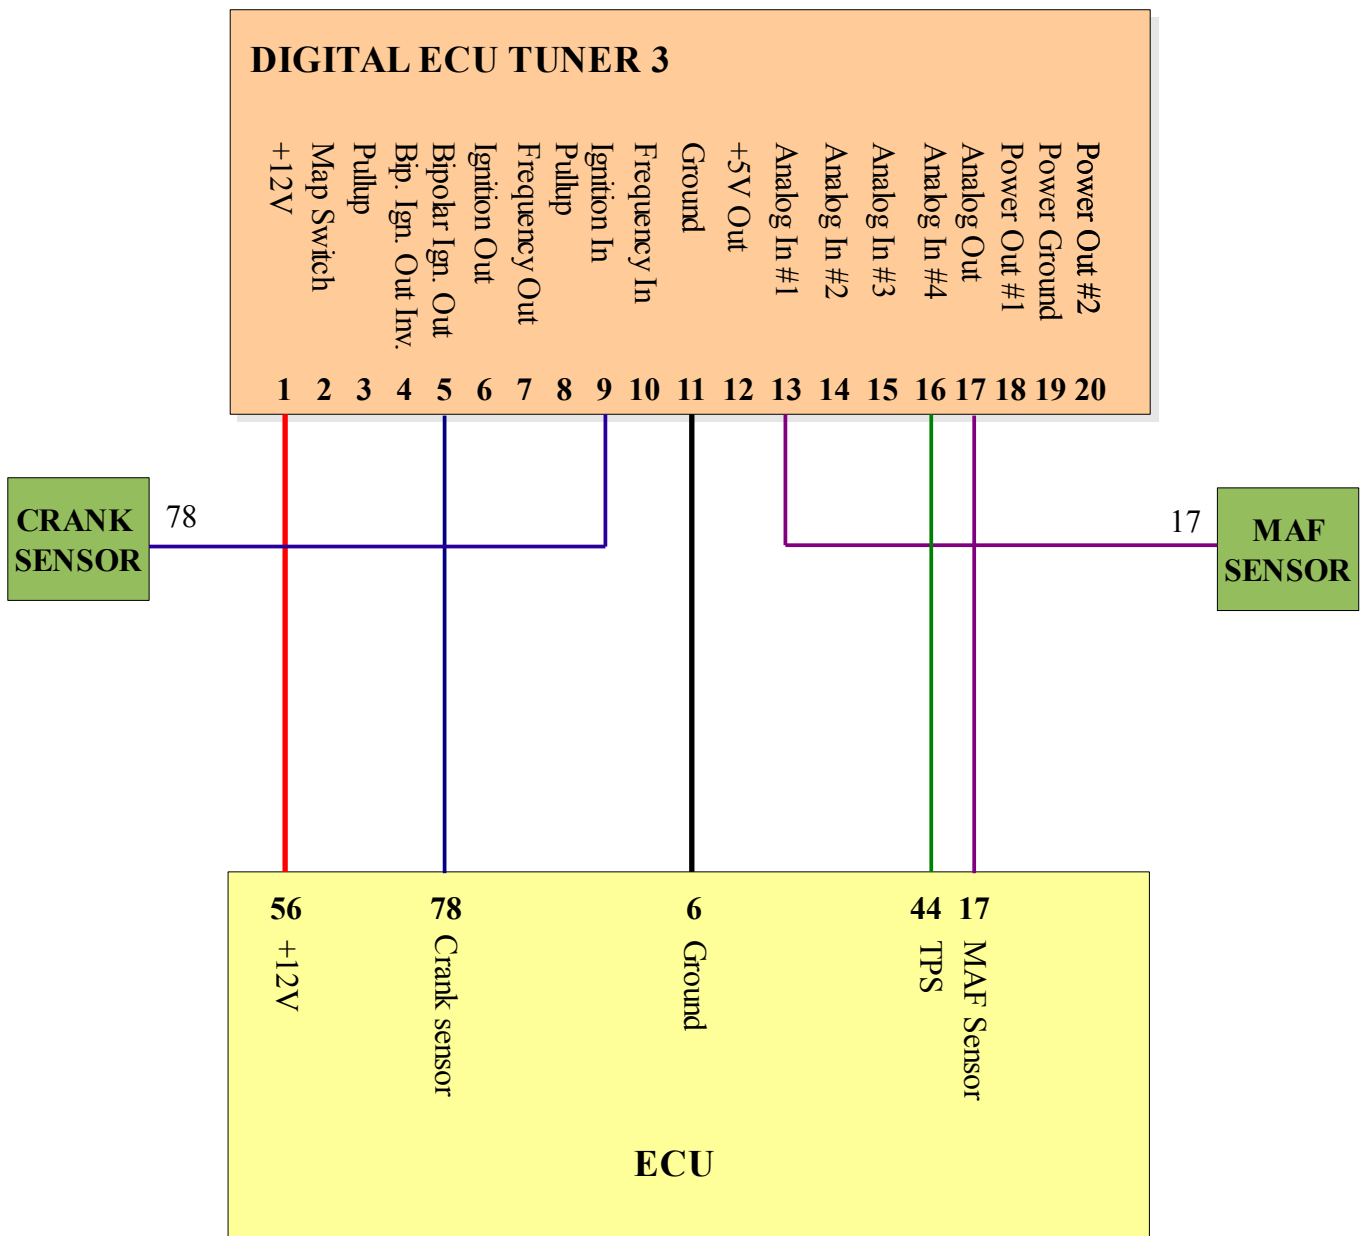 DIGITAL ECU TUNER 3
+12V
Map Switch
Pullup
Bip. Ign. Out Inv.
Bipolar Ign. Out
Ignition Out
Frequency Out
Pullup
Ignition In
Frequency In
Ground
+5V Out
Analog In #1
Analog In #2
Analog In #3
Analog In #4
Analog Out
Power Out #1
Power Ground
Power Out #2
1 2 3 4 5 6 7 8 9 10 11 12 13 14 15 16 17 18 19 20
CRANK
SENSOR
78
17
MAF
SENSOR
56 78 6 44 17
+12V
Crank sensor
Ground
TPS
MAF Sensor
ECU